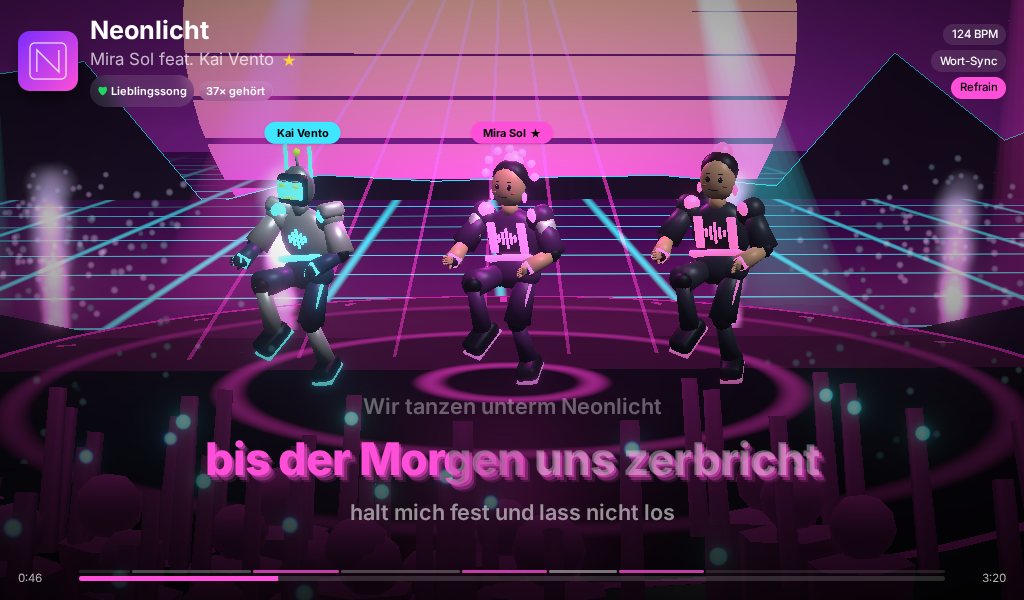 Neonlicht
Mira Sol feat. Kai Vento ★
Lieblingssong
37× gehört
124 BPM
Wort-Sync
Refrain
Kai Vento
Mira Sol ★
Wir tanzen unterm Neonlicht
bis der Morgen uns zerbricht
halt mich fest und lass nicht los
0:46
3:20